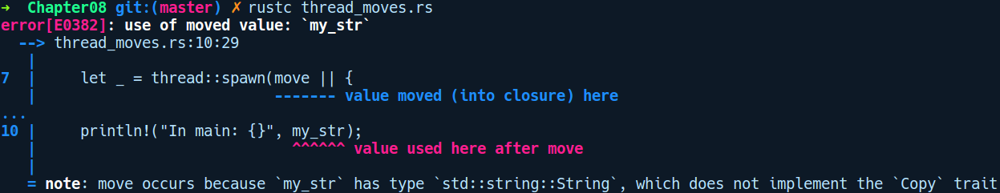 ➜  Chapter08 git:(master) ✗ rustc thread_moves.rs
error[E0382]: use of moved value: `my_str`
  --> thread_moves.rs:10:29
   |
7  |     let _ = thread::spawn(move || {
   |                           ------- value moved (into closure) here
...
10 |     println!("In main: {}", my_str);
   |                             ^^^^^^ value used here after move
   |
   = note: move occurs because `my_str` has type `std::string::String`, which does not implement the `Copy` trait